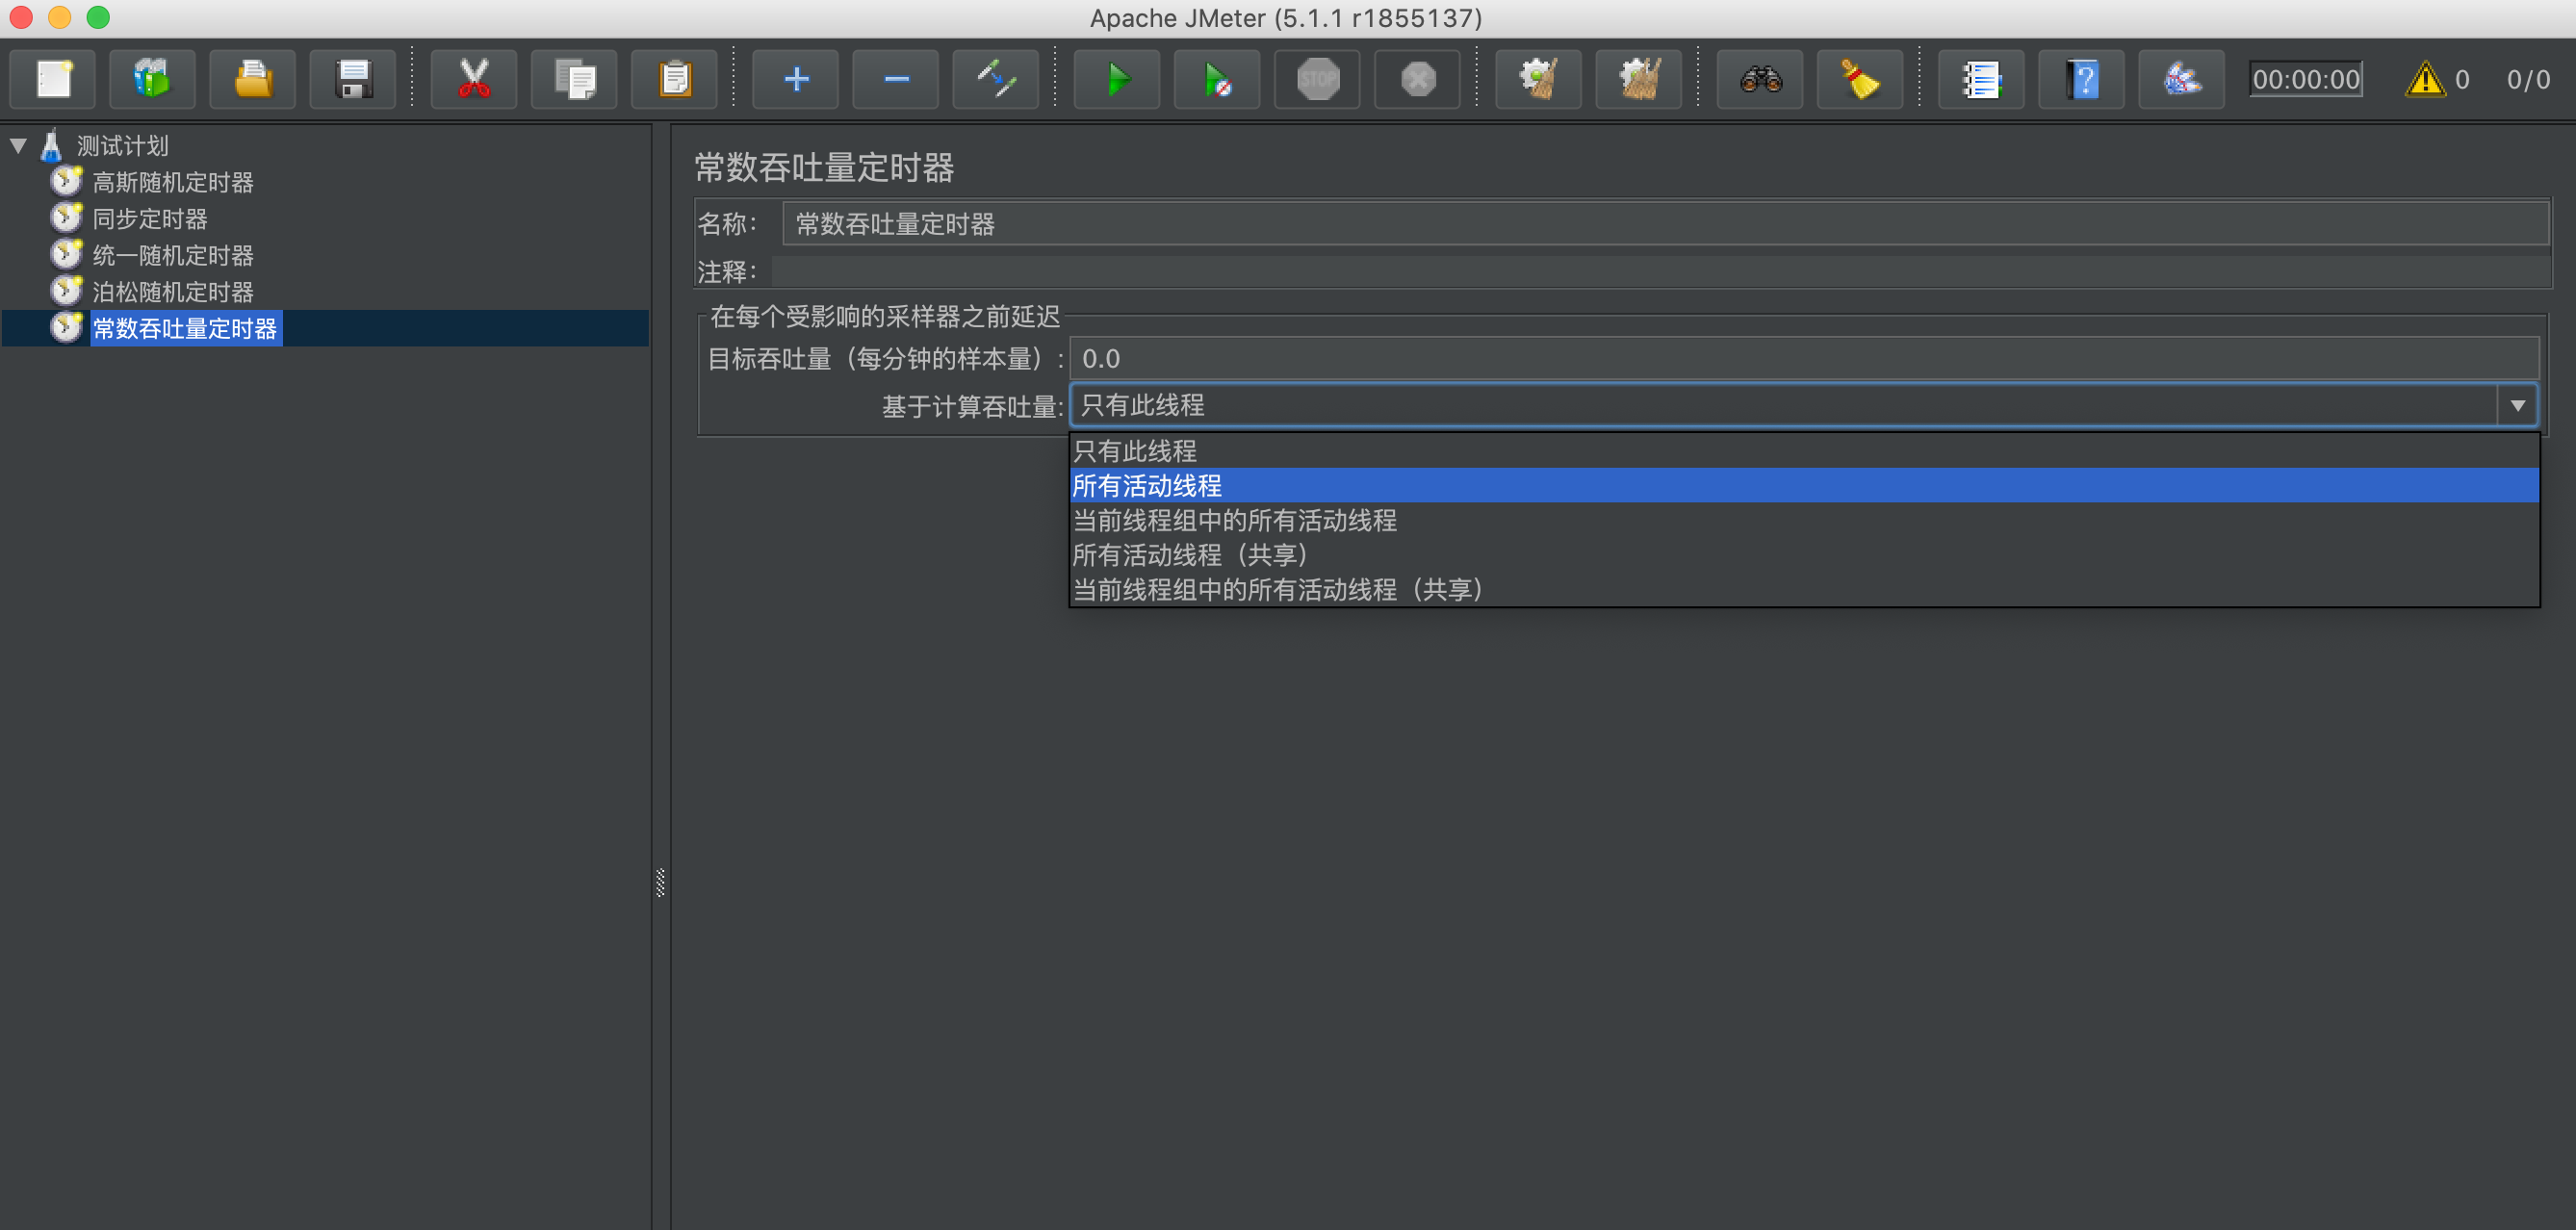 Apache JMeter (5.1.1 r1855137)
STOP
00:00:00
0
0/0
测试计划
高斯随机定时器
同步定时器
统一随机定时器
泊松随机定时器
常数吞吐量定时器
常数吞吐量定时器
名称：
常数吞吐量定时器
注释：
在每个受影响的采样器之前延迟
目标吞吐量（每分钟的样本量）:
0.0
基于计算吞吐量:
只有此线程
只有此线程
所有活动线程
当前线程组中的所有活动线程
所有活动线程（共享）
当前线程组中的所有活动线程（共享）